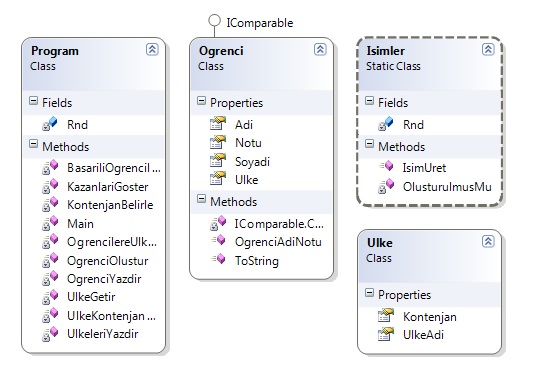 IComparable
Program
Class
Fields
Rnd
Methods
BasariliOgrencil...
KazanlariGoster
KontenjanBelirle
Main
OgrencilereUlk...
OgrenciOlustur
OgrenciYazdir
UlkeGetir
UlkeKontenjan...
UlkeleriYazdir
Ogrenci
Class
Properties
Adi
Notu
Soyadi
Ulke
Methods
IComparable.C...
OgrenciAdiNotu
ToString
Isimler
Static Class
Fields
Rnd
Methods
IsimUret
OlusturulmusMu
Ulke
Class
Properties
Kontenjan
UlkeAdi